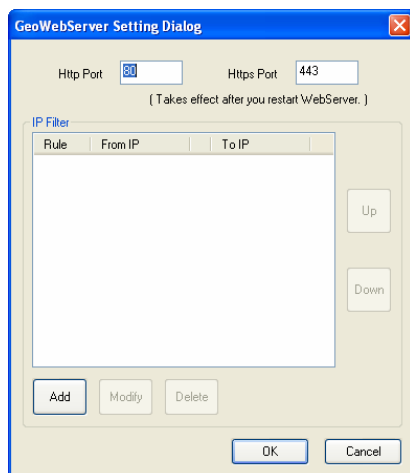 GeoWebServer Setting Dialog
Http Port 80 Https Port 443
( Takes effect after you restart WebServer. )
IP Filter
Rule From IP To IP
Up
Down
Add Modify Delete
OK Cancel